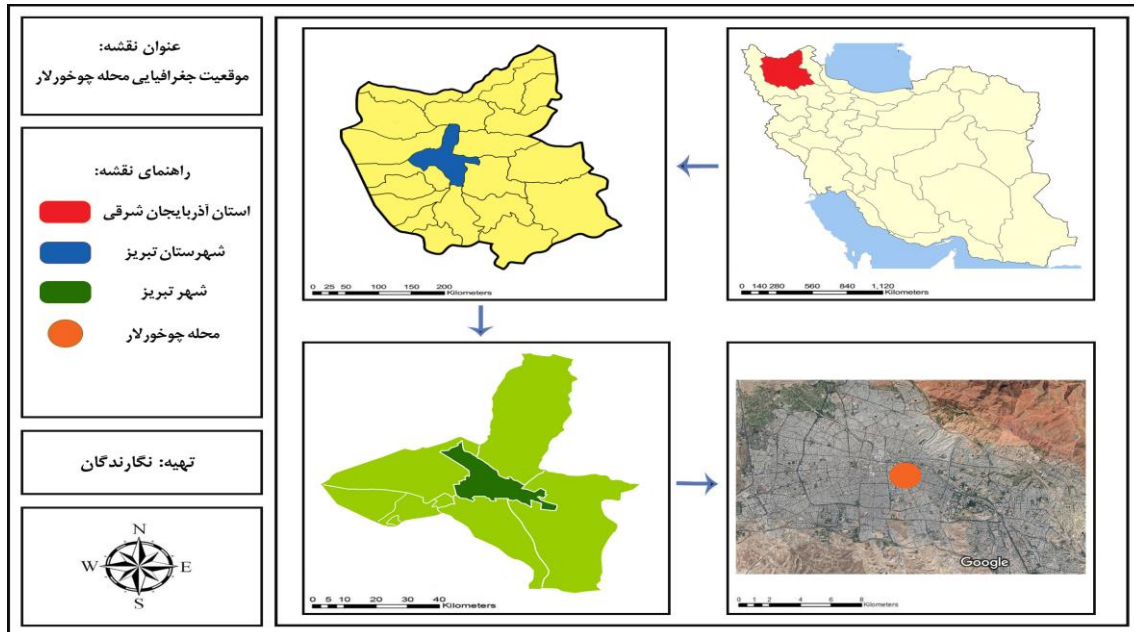 عنوان نقشه:
موقعیت جغرافیایی محله چوخورلار
راهنمای نقشه:
استان آذربایجان شرقی
شهرستان تبریز
شهر تبریز
محله چوخورلار
تهیه: نگارندگان
N
W E
S
0 25 50 100 150 200
Kilometers
0 140 280 560 840 1,120
Kilometers
0 5 10 20 30 40
Kilometers
Google
0 1 2 4 6 8
Kilometers